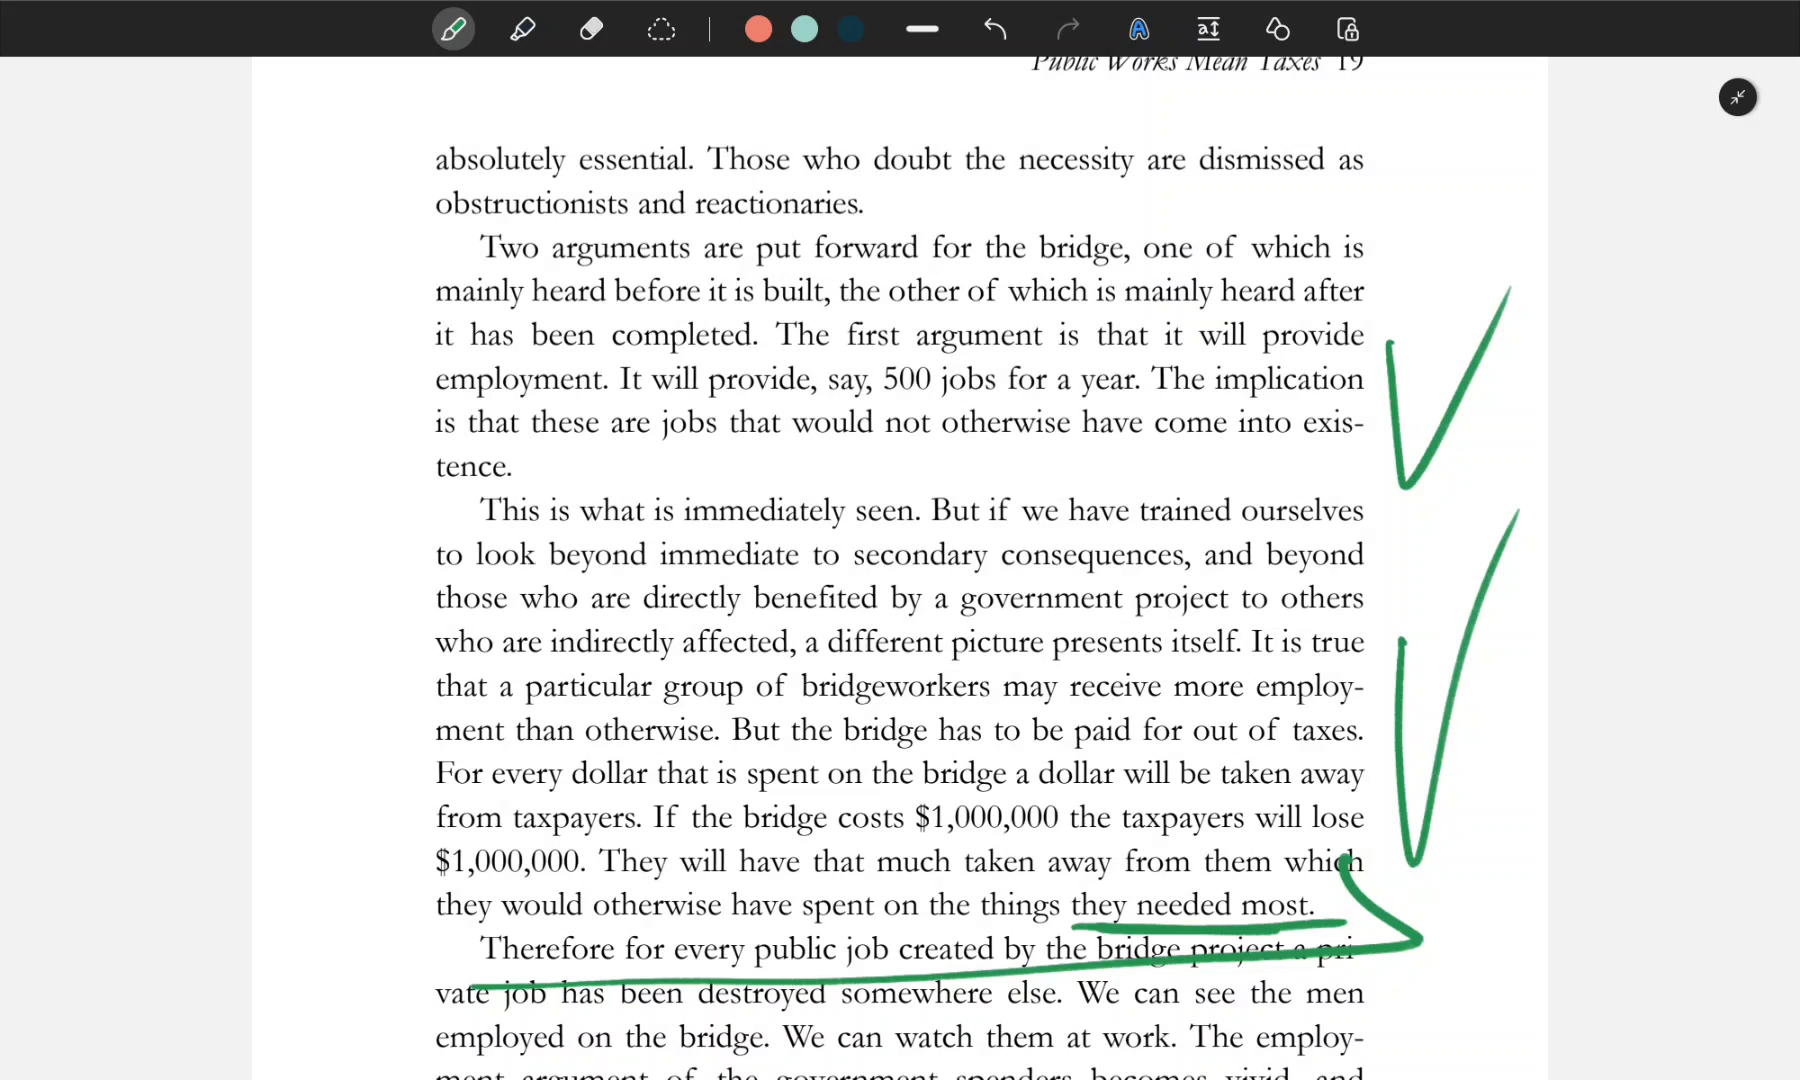 Public Works Mean Taxes 19
absolutely essential. Those who doubt the necessity are dismissed as
obstructionists and reactionaries.
Two arguments are put forward for the bridge, one of which is
mainly heard before it is built, the other of which is mainly heard after
it has been completed. The first argument is that it will provide
employment. It will provide, say, 500 jobs for a year. The implication
is that these are jobs that would not otherwise have come into exis-
tence.
This is what is immediately seen. But if we have trained ourselves
to look beyond immediate to secondary consequences, and beyond
those who are directly benefited by a government project to others
who are indirectly affected, a different picture presents itself. It is true
that a particular group of bridgeworkers may receive more employ-
ment than otherwise. But the bridge has to be paid for out of taxes.
For every dollar that is spent on the bridge a dollar will be taken away
from taxpayers. If the bridge costs $1,000,000 the taxpayers will lose
$1,000,000. They will have that much taken away from them which
they would otherwise have spent on the things they needed most.
Therefore for every public job created by the bridge project a pri-
vate job has been destroyed somewhere else. We can see the men
employed on the bridge. We can watch them at work. The employ-
ment argument of the government spenders becomes vivid, and